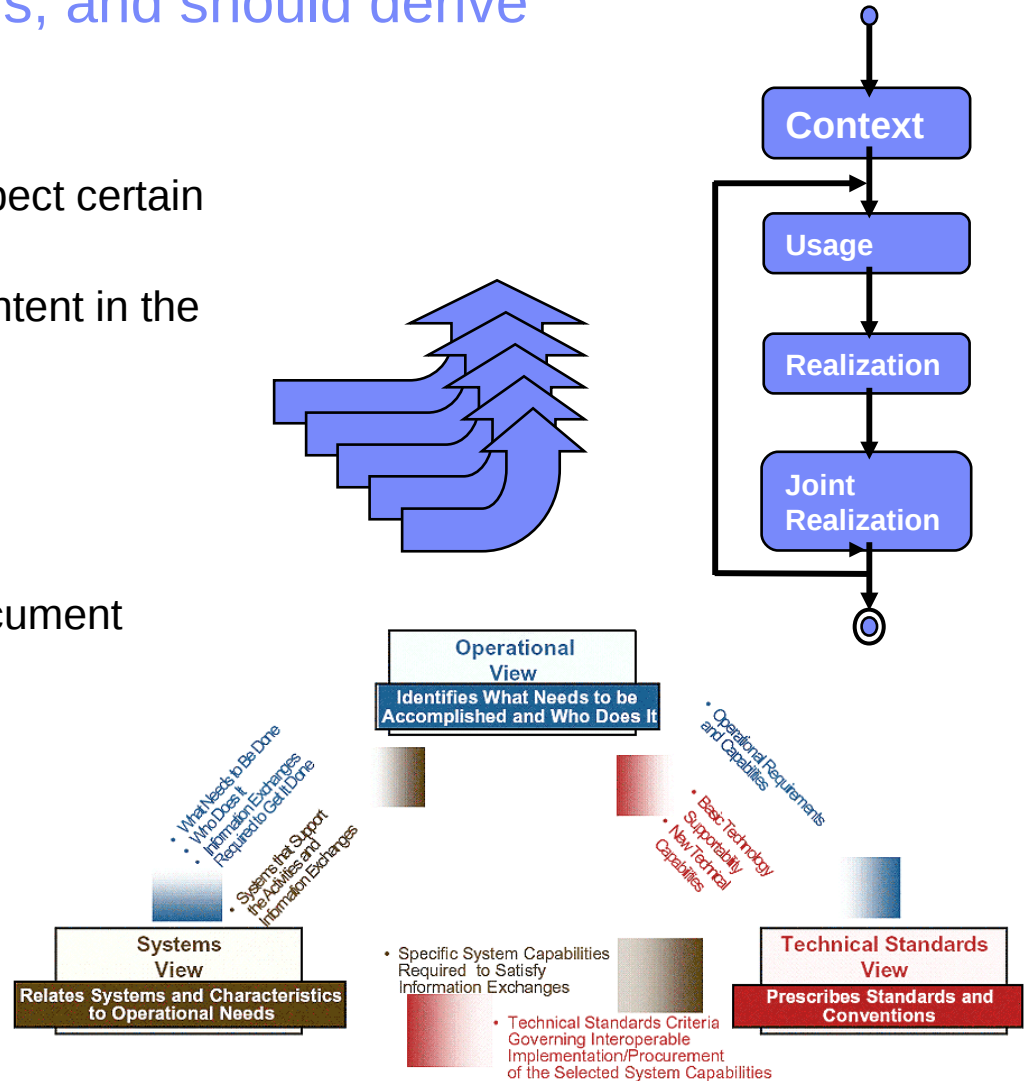 s, and should derive
pect certain
ntent in the
cument
Context
Usage
Realization
Joint
Realization
Operational
View
Identifies What Needs to be
Accomplished and Who Does It
• What Needs to Be Done
• Who Does It
• Information Exchanges
Required to Get It Done
• Systems that Support
the Activities and
Information Exchanges
• Operational Requirements
and Capabilities
• Basic Technology
Supportability
• New Technical
Capabilities
Systems
View
Relates Systems and Characteristics
to Operational Needs
• Specific System Capabilities
Required to Satisfy
Information Exchanges
• Technical Standards Criteria
Governing Interoperable
Implementation/Procurement
of the Selected System Capabilities
Technical Standards
View
Prescribes Standards and
Conventions